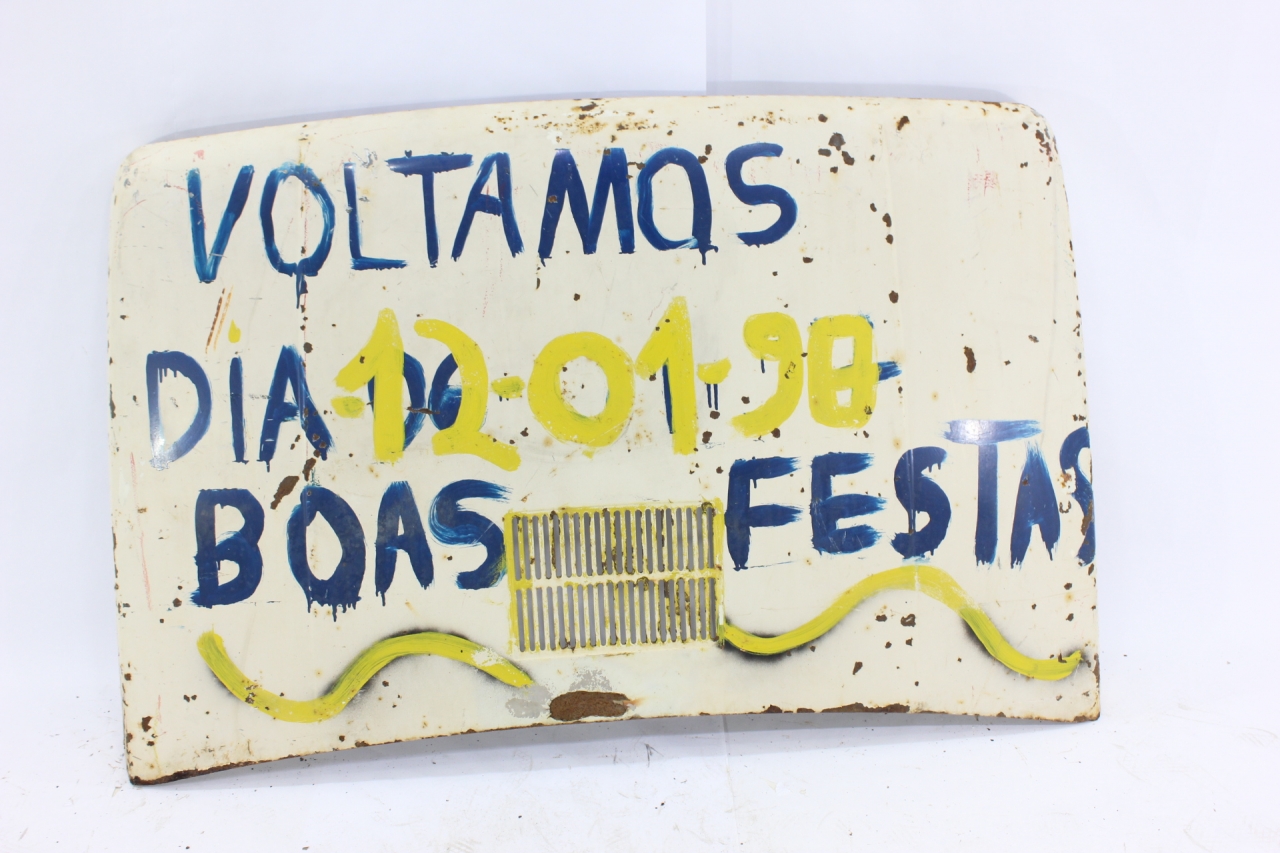 VOLTAMOS
DIA 12-01-98
BOAS FESTAS